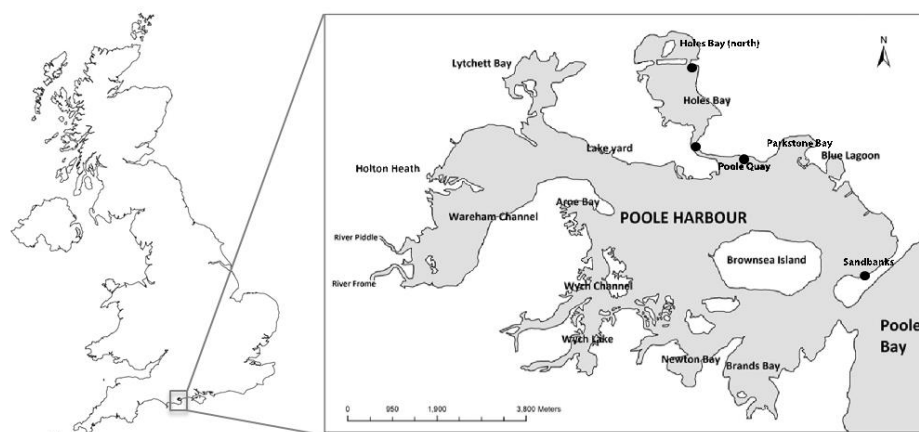 Holes Bay (north)
N
Lytchett Bay
Holes Bay
Lake yard
Parkstone Bay
Poole Quay
Blue Lagoon
Holton Heath
Aroe Bay
Wareham Channel
POOLE HARBOUR
River Piddle
Brownsea Island
Sandbanks
River Frome
Wych Channel
Poole
Bay
Wych Lake
Newton Bay
Brands Bay
0 950 1,900 3,800 Meters